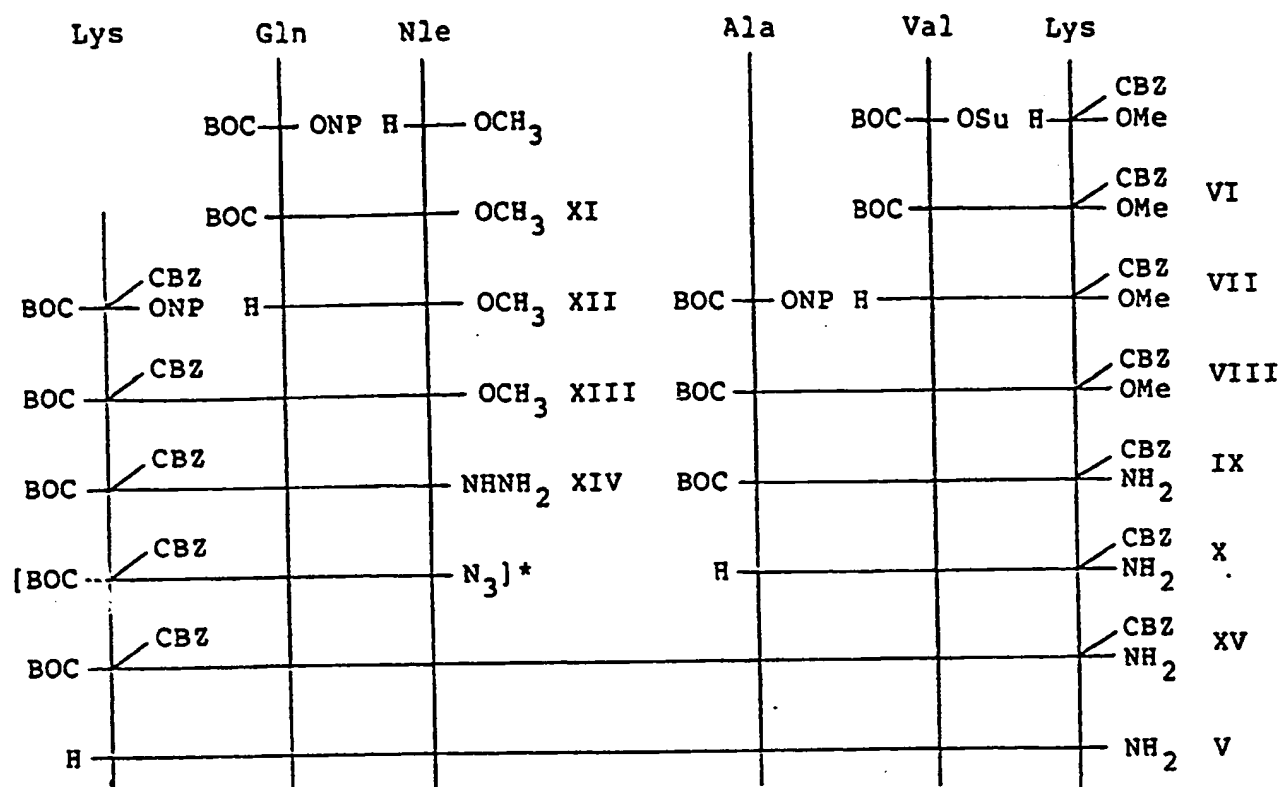 Lys Gln Nle Ala Val Lys
BOC ONP H OCH3 BOC OSu H CBZ OMe
BOC OCH3 XI BOC CBZ OMe VI
BOC CBZ ONP H OCH3 XII BOC ONP H CBZ OMe VII
BOC CBZ OCH3 XIII BOC CBZ OMe VIII
BOC CBZ NHNH2 XIV BOC CBZ NH2 IX
[BOC CBZ N3]* H CBZ NH2 X
BOC CBZ CBZ NH2 XV
H NH2 V